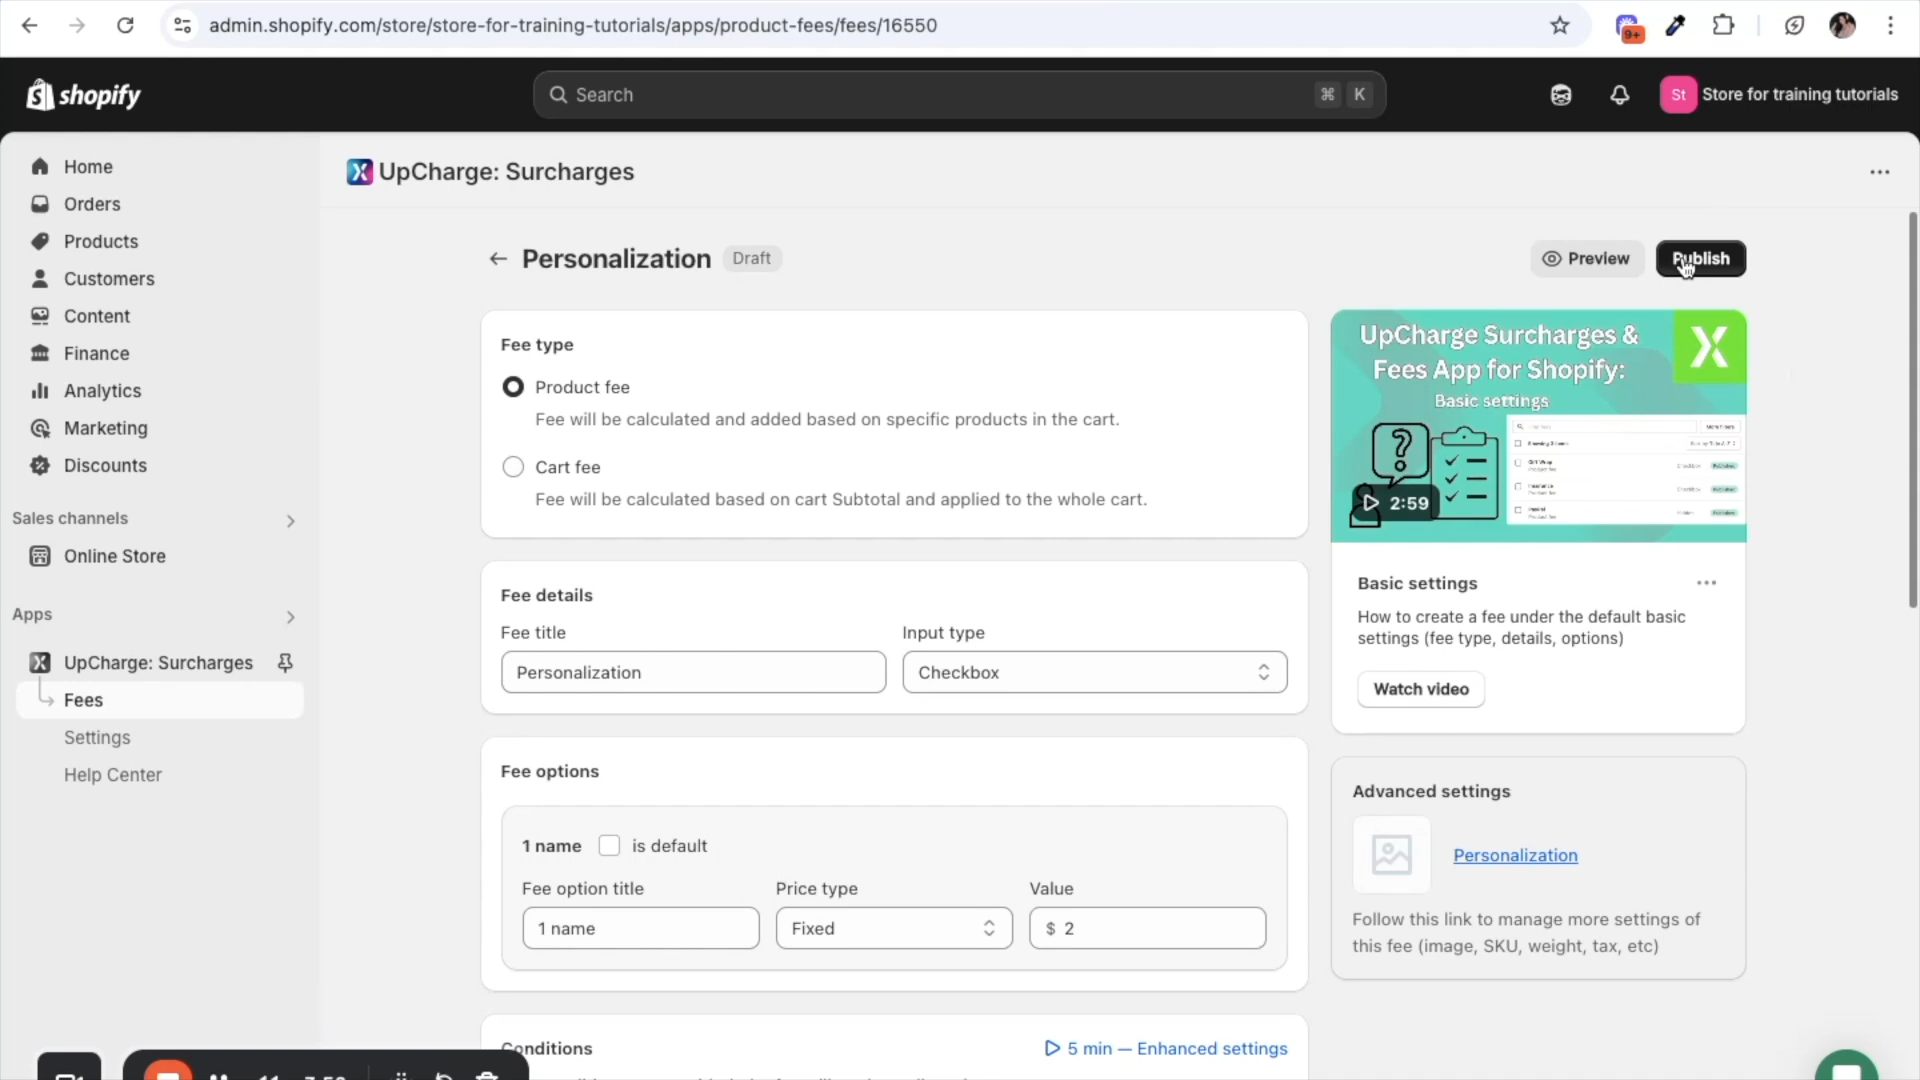 admin.shopify.com/store/store-for-training-tutorials/apps/product-fees/fees/16550
9+
shopify
Search
⌘ K
St
Store for training tutorials
Home
Orders
Products
Customers
Content
Finance
Analytics
Marketing
Discounts
Sales channels
Online Store
Apps
UpCharge: Surcharges
Fees
Settings
Help Center
UpCharge: Surcharges
Personalization
Draft
Preview
Publish
Fee type
Product fee
Fee will be calculated and added based on specific products in the cart.
Cart fee
Fee will be calculated based on cart Subtotal and applied to the whole cart.
Fee details
Fee title
Input type
Personalization
Checkbox
Fee options
1 name
is default
Fee option title
Price type
Value
1 name
Fixed
$ 2
Conditions
5 min — Enhanced settings
UpCharge Surcharges &
Fees App for Shopify:
Basic settings
2:59
Basic settings
How to create a fee under the default basic
settings (fee type, details, options)
Watch video
Advanced settings
Personalization
Follow this link to manage more settings of
this fee (image, SKU, weight, tax, etc)